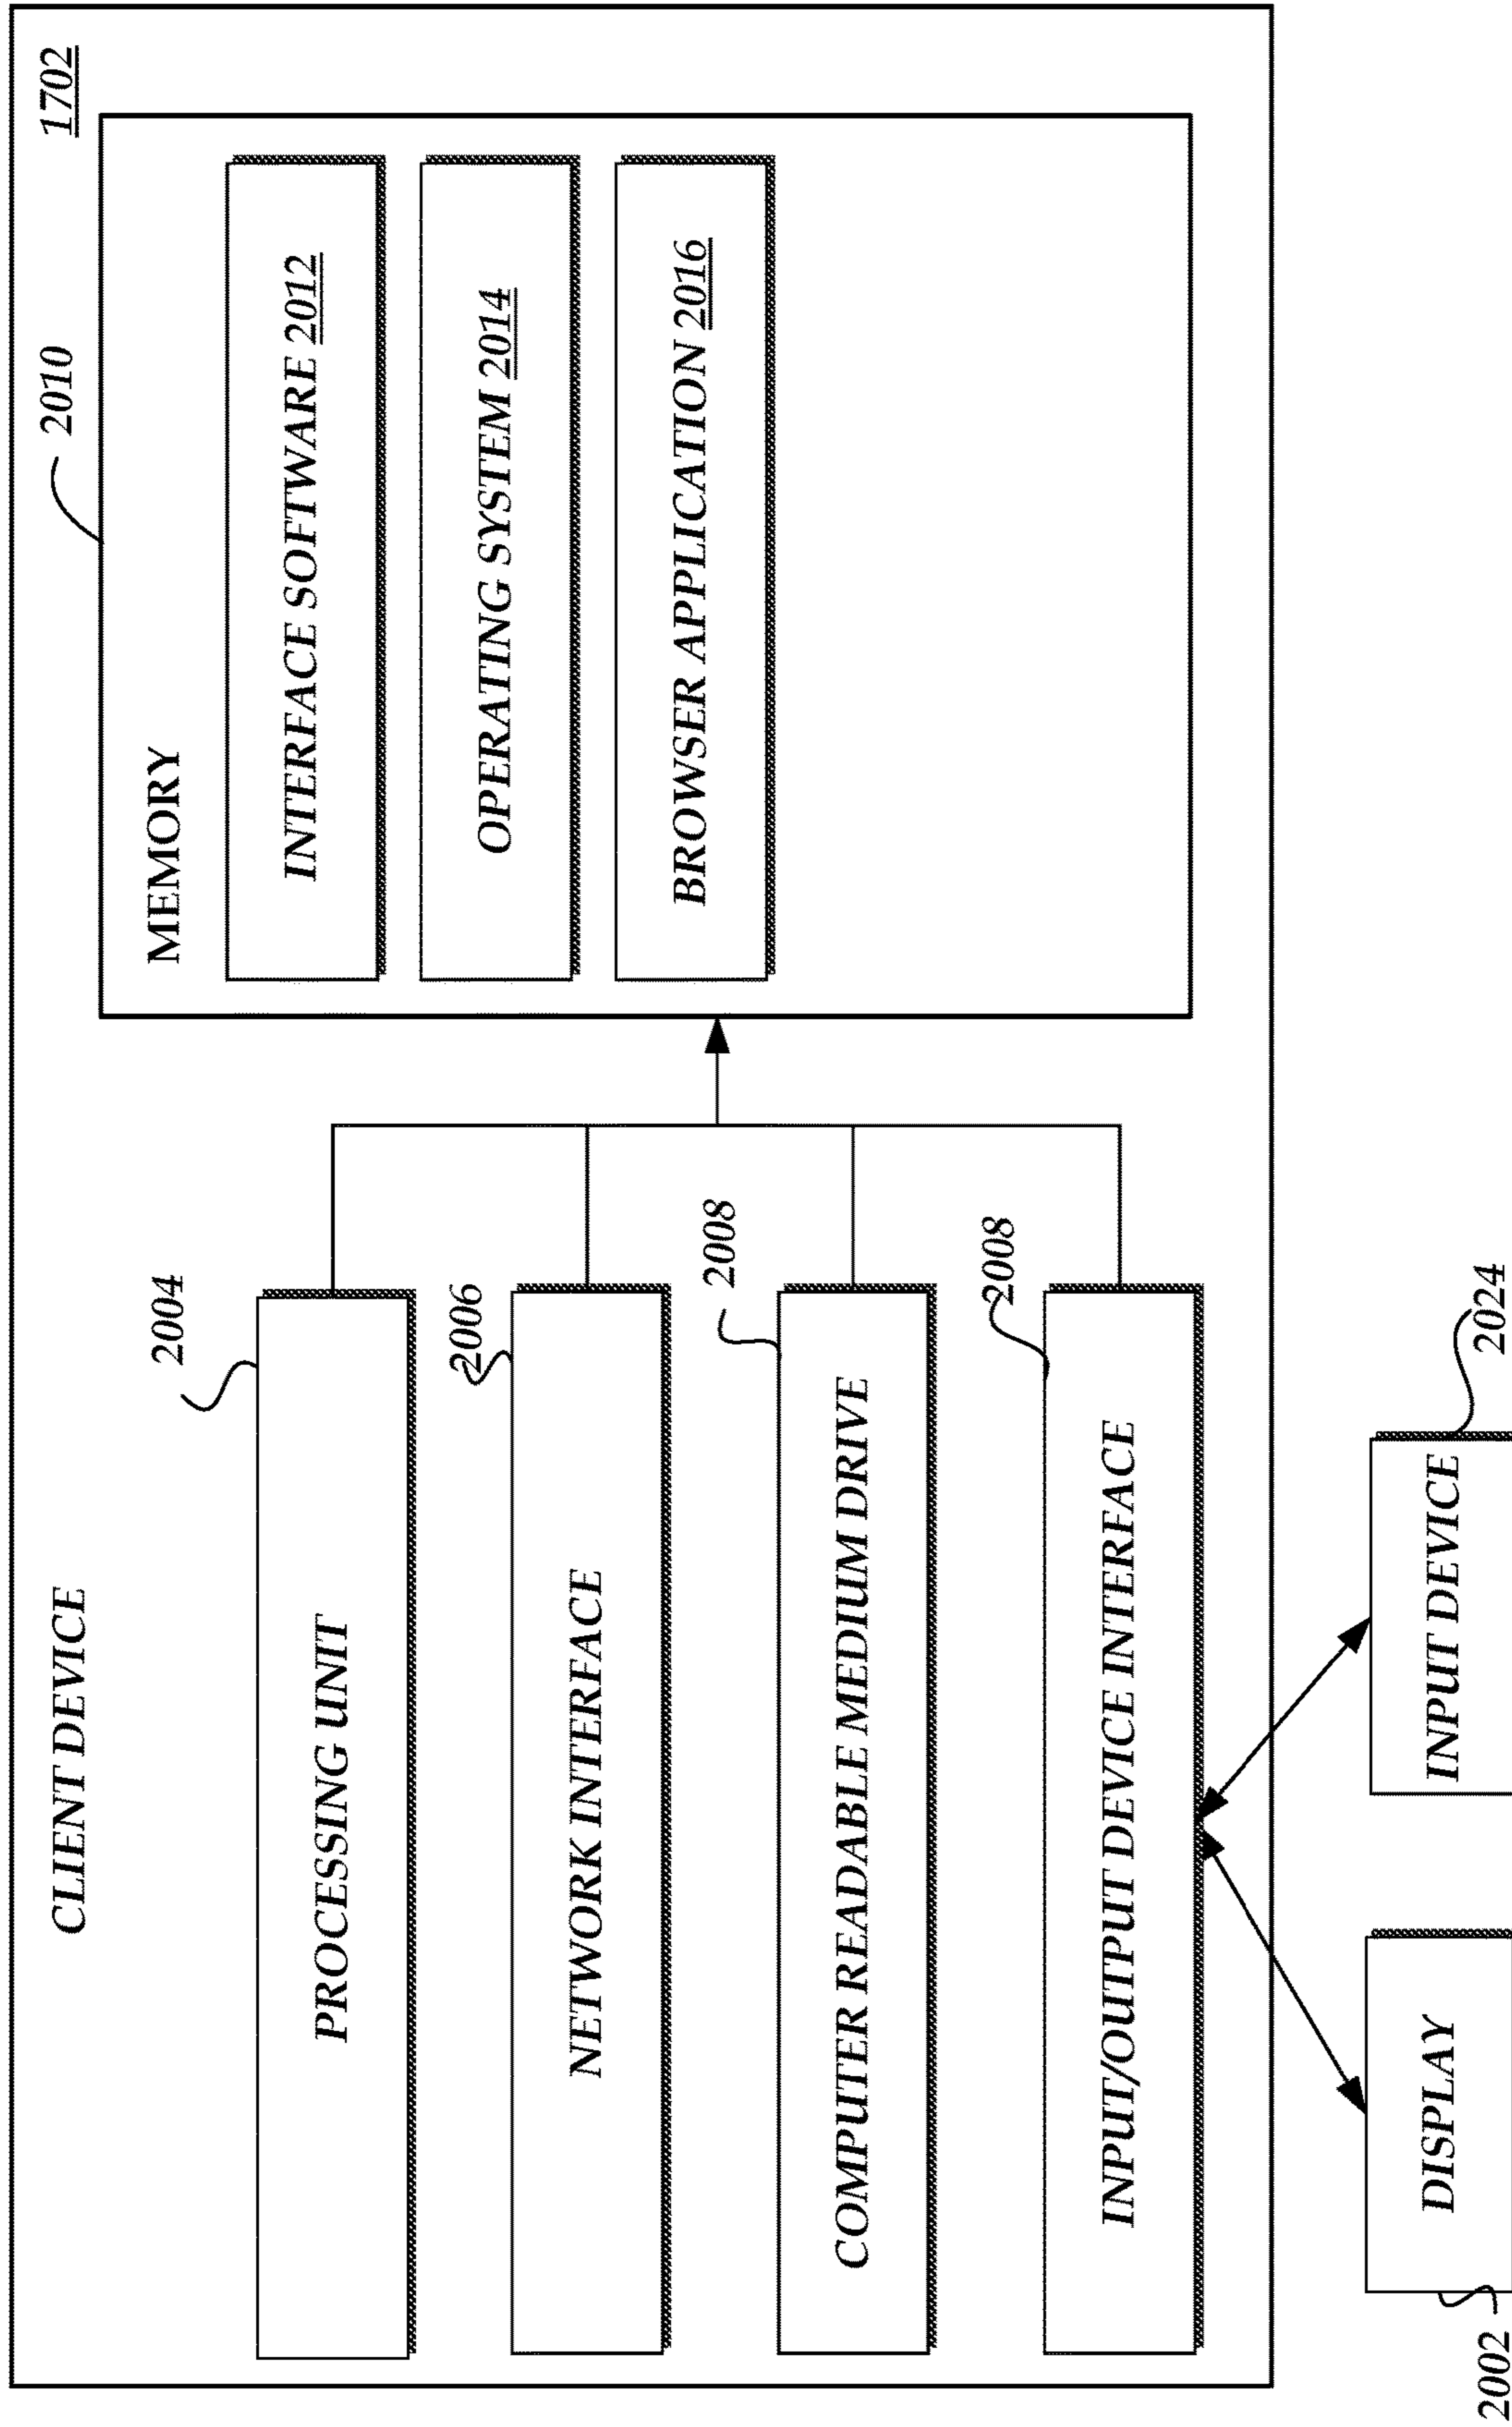 CLIENT DEVICE
1702
2010
MEMORY
2004
PROCESSING UNIT
INTERFACE SOFTWARE 2012
2006
NETWORK INTERFACE
OPERATING SYSTEM 2014
2008
COMPUTER READABLE MEDIUM DRIVE
BROWSER APPLICATION 2016
2008
INPUT/OUTPUT DEVICE INTERFACE
2002
DISPLAY
INPUT DEVICE
2024